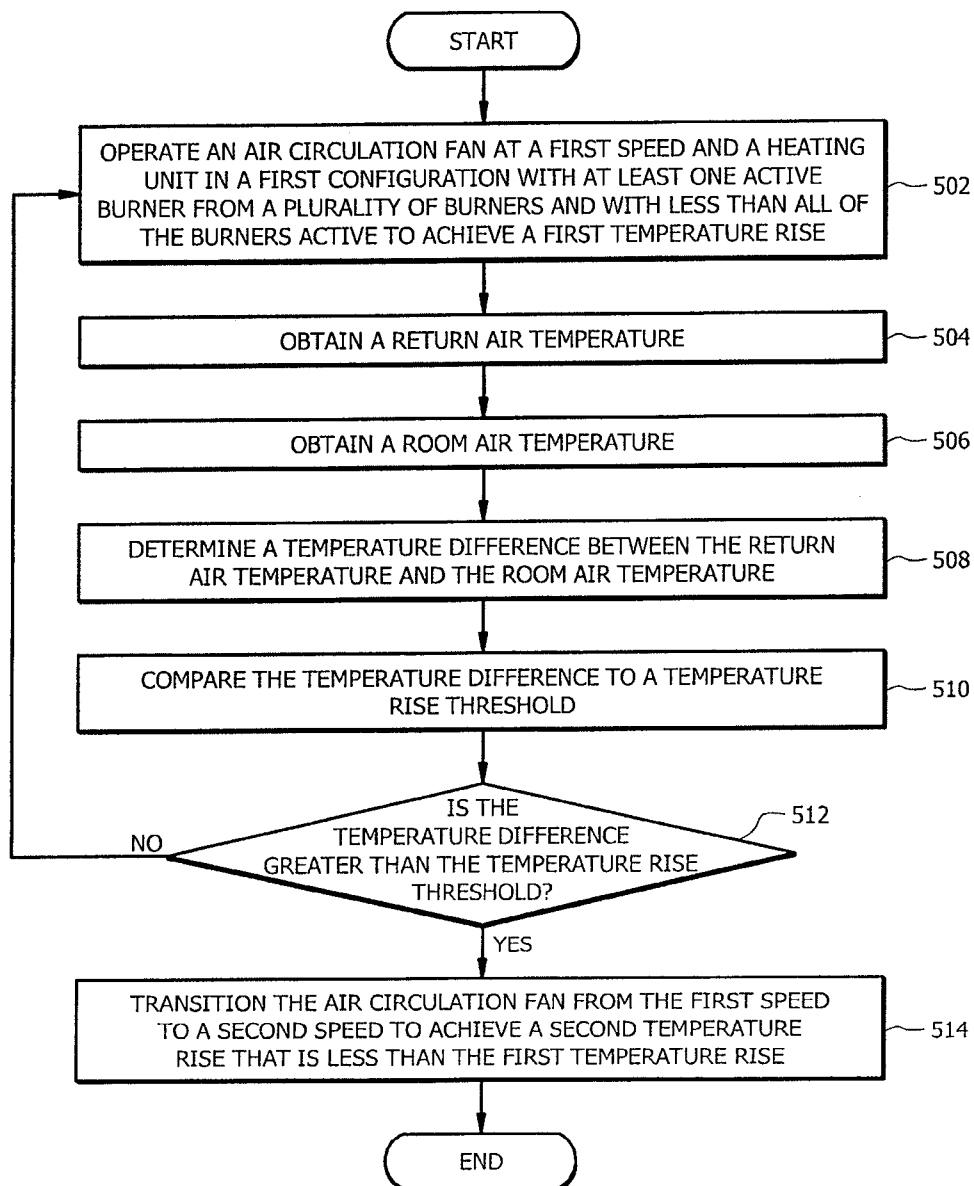 START
OPERATE AN AIR CIRCULATION FAN AT A FIRST SPEED AND A HEATING
UNIT IN A FIRST CONFIGURATION WITH AT LEAST ONE ACTIVE
BURNER FROM A PLURALITY OF BURNERS AND WITH LESS THAN ALL OF
THE BURNERS ACTIVE TO ACHIEVE A FIRST TEMPERATURE RISE
502
OBTAIN A RETURN AIR TEMPERATURE
504
OBTAIN A ROOM AIR TEMPERATURE
506
DETERMINE A TEMPERATURE DIFFERENCE BETWEEN THE RETURN
AIR TEMPERATURE AND THE ROOM AIR TEMPERATURE
508
COMPARE THE TEMPERATURE DIFFERENCE TO A TEMPERATURE
RISE THRESHOLD
510
IS THE
TEMPERATURE DIFFERENCE
GREATER THAN THE TEMPERATURE RISE
THRESHOLD?
512
NO
YES
TRANSITION THE AIR CIRCULATION FAN FROM THE FIRST SPEED
TO A SECOND SPEED TO ACHIEVE A SECOND TEMPERATURE
RISE THAT IS LESS THAN THE FIRST TEMPERATURE RISE
514
END